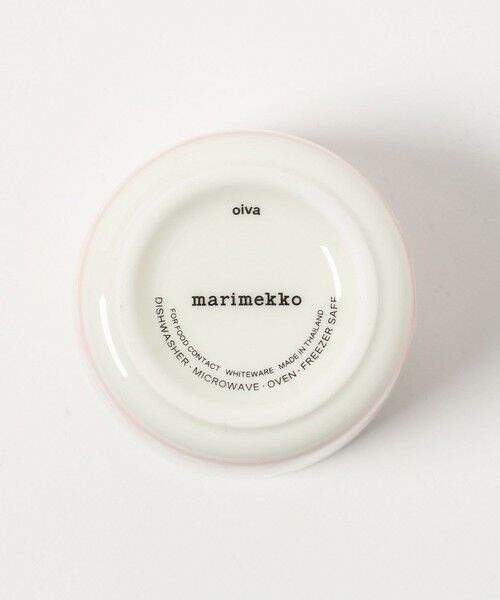 oiva
marimekko
FOR FOOD CONTACT WHITEWARE MADE IN THAILAND
DISHWASHER · MICROWAVE · OVEN · FREEZER SAFE